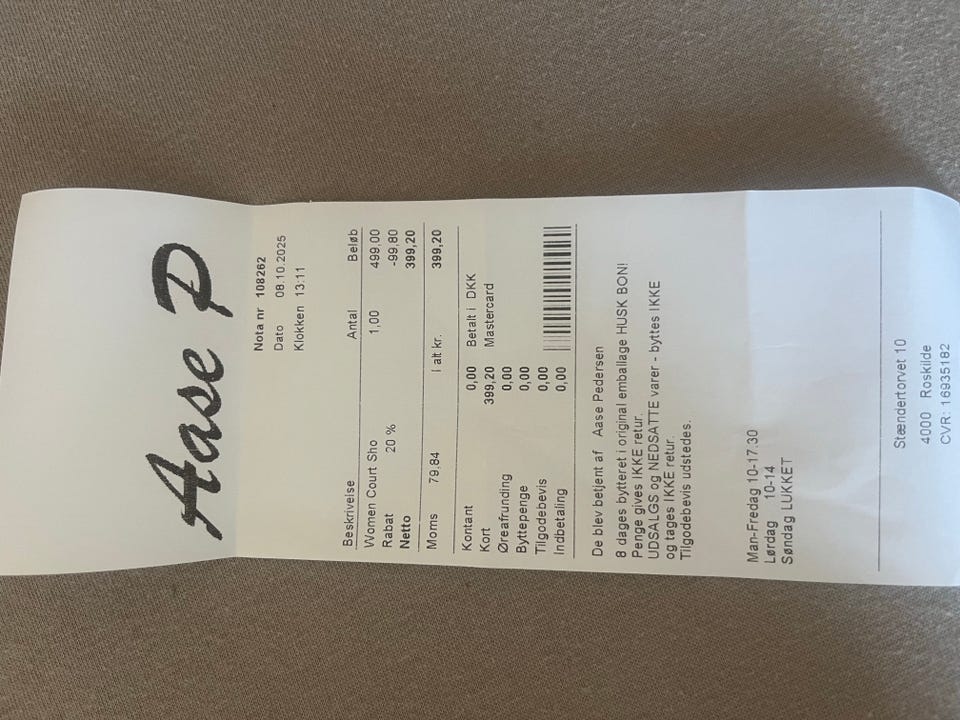 Aase P
Nota nr 108262
Dato 08.10.2025
Klokken 13:11
Beskrivelse Antal Beløb
Women Court Sho 1,00 499,00
Rabat 20 % -99,80
Netto 399,20
Moms 79,84 I alt kr. 399,20
Kontant 0,00 Betalt i DKK
Kort 399,20 Mastercard
Øreafrunding 0,00
Byttepenge 0,00
Tilgodebevis 0,00
Indbetaling 0,00
De blev betjent af Aase Pedersen
8 dages bytteret i original emballage HUSK BON!
Penge gives IKKE retur.
UDSALGS og NEDSATTE varer - byttes IKKE
og tages IKKE retur.
Tilgodebevis udstedes.
Man-Fredag 10-17.30
Lørdag 10-14
Søndag LUKKET
Stændertorvet 10
4000 Roskilde
CVR: 16935182